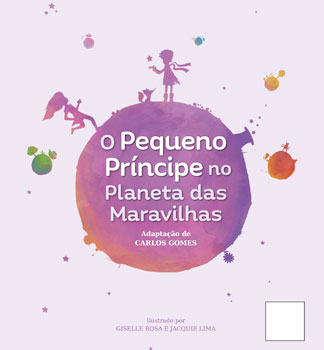 O Pequeno
Príncipe no
Planeta das
Maravilhas
Adaptação de
CARLOS GOMES
Ilustrado por
GISELLE ROSA E JACQUIE LIMA